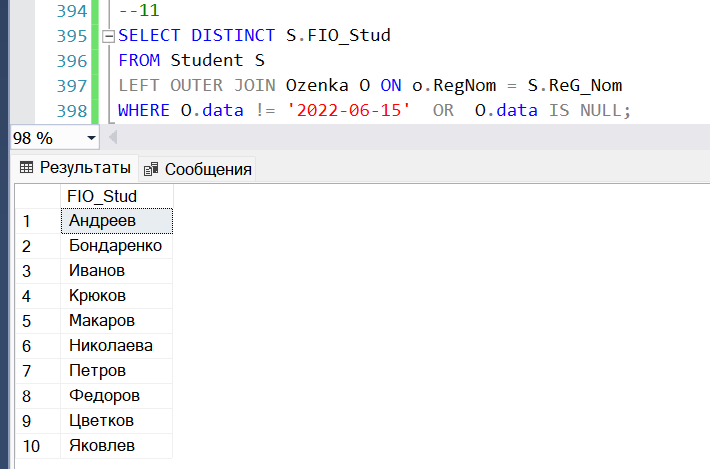 394 --11
395 SELECT DISTINCT S.FIO_Stud
396 FROM Student S
397 LEFT OUTER JOIN Ozenka O ON o.RegNom = S.ReG_Nom
398 WHERE O.data != '2022-06-15'  OR  O.data IS NULL;
98 %
Результаты Сообщения
FIO_Stud
1 Андреев
2 Бондаренко
3 Иванов
4 Крюков
5 Макаров
6 Николаева
7 Петров
8 Федоров
9 Цветков
10 Яковлев